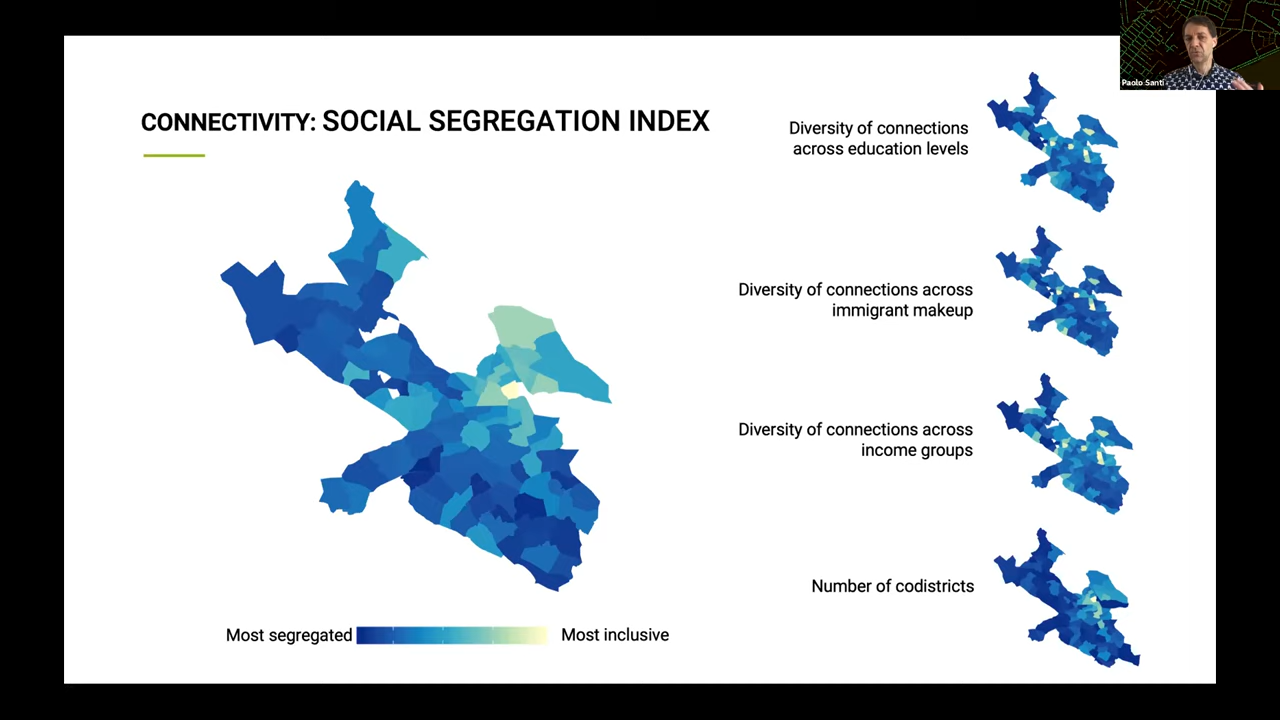 Paolo Santi
CONNECTIVITY: SOCIAL SEGREGATION INDEX
Diversity of connections
across education levels
Diversity of connections across
immigrant makeup
Diversity of connections across
income groups
Number of codistricts
Most segregated
Most inclusive